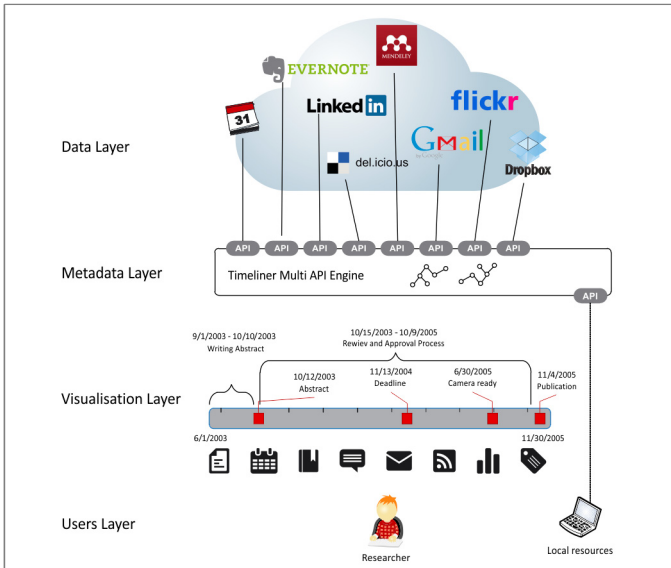 MENDELEY
EVERNOTE
31
LinkedIn
flickr
GMail
by Google
del.icio.us
Dropbox
Data Layer
API API API API API API API API
Metadata Layer
Timeliner Multi API Engine
API
9/1/2003 - 10/10/2003
Writing Abstract
10/15/2003 - 10/9/2005
Rewiev and Approval Process
10/12/2003
Abstract
11/13/2004
Deadline
6/30/2005
Camera ready
11/4/2005
Publication
Visualisation Layer
6/1/2003
11/30/2005
Users Layer
Researcher
Local resources